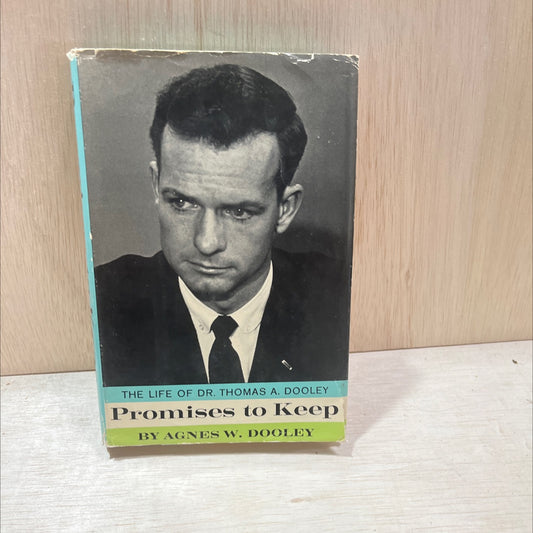 THE LIFE OF DR. THOMAS A. DOOLEY
Promises to Keep
BY AGNES W. DOOLEY